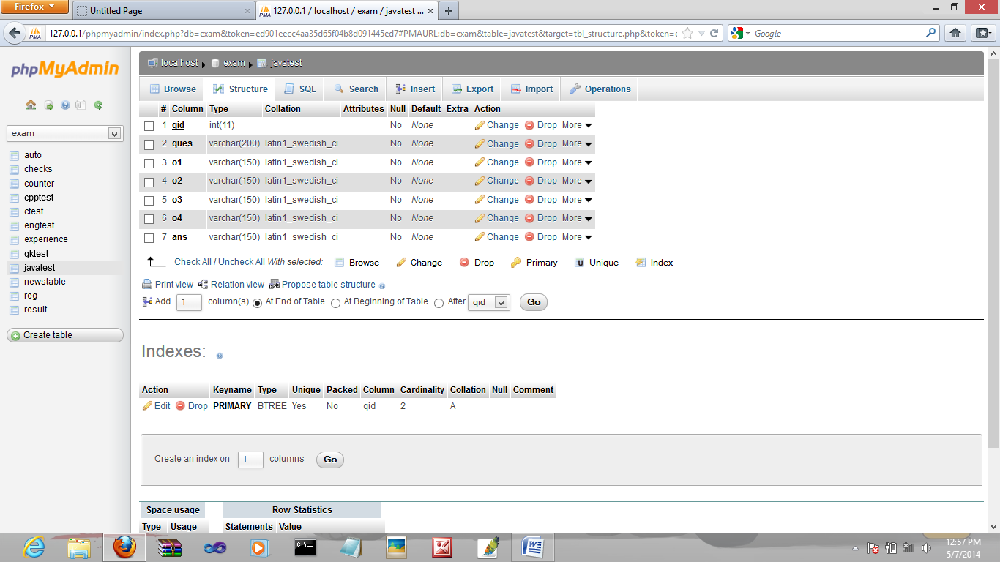 Firefox
Untitled Page
127.0.0.1 / localhost / exam / javatest ...
127.0.0.1/phpmyadmin/index.php?db=exam&token=ed901eecc4aa35d65f04b8d091445ed7#PMAURL:db=exam&table=javatest&target=tbl_structure.php&token=e
Google
phpMyAdmin
localhost exam javatest
Browse Structure SQL Search Insert Export Import Operations
# Column Type Collation Attributes Null Default Extra Action
1 qid int(11) No None Change Drop More
2 ques varchar(200) latin1_swedish_ci No None Change Drop More
3 o1 varchar(150) latin1_swedish_ci No None Change Drop More
4 o2 varchar(150) latin1_swedish_ci No None Change Drop More
5 o3 varchar(150) latin1_swedish_ci No None Change Drop More
6 o4 varchar(150) latin1_swedish_ci No None Change Drop More
7 ans varchar(150) latin1_swedish_ci No None Change Drop More
exam
auto
checks
counter
cpptest
ctest
engtest
experience
gktest
javatest
newstable
reg
result
Create table
Check All / Uncheck All With selected: Browse Change Drop Primary Unique Index
Print view Relation view Propose table structure
Add 1 column(s) At End of Table At Beginning of Table After qid Go
Indexes:
Action Keyname Type Unique Packed Column Cardinality Collation Null Comment
Edit Drop PRIMARY BTREE Yes No qid 2 A
Create an index on 1 columns Go
Space usage Row Statistics
Type Usage Statements Value
12:57 PM
5/7/2014